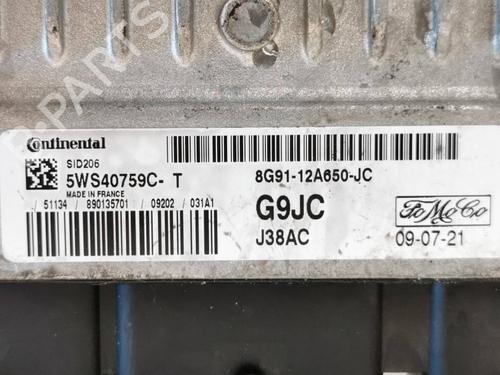 Continental
SID206
5WS40759C- T
MADE IN FRANCE
51134 / 890135701 / 09202 / 031A1
8G91-12A650-JC
G9JC
J38AC
FoMoCo
09-07-21